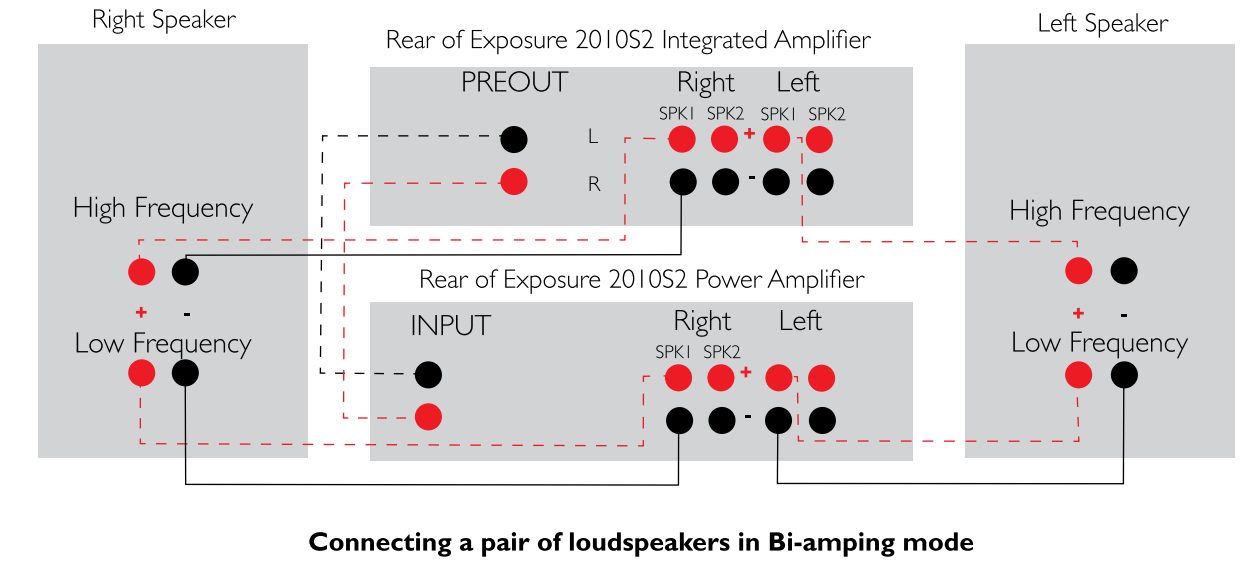 Right Speaker
Left Speaker
Rear of Exposure 2010S2 Integrated Amplifier
PREOUT
Right Left
SPK1 SPK2 SPK1 SPK2
+
L
R
-
High Frequency
High Frequency
Rear of Exposure 2010S2 Power Amplifier
+ -
+ -
INPUT
Right Left
SPK1 SPK2
+
-
Low Frequency
Low Frequency
Connecting a pair of loudspeakers in Bi-amping mode